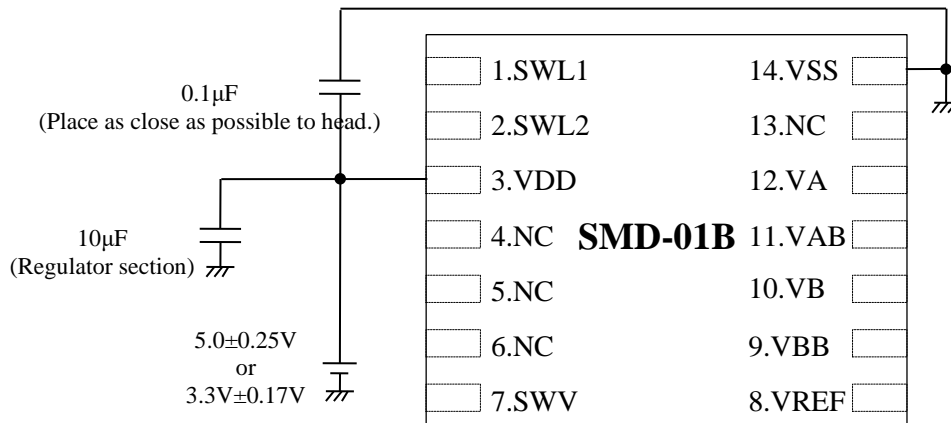 0.1μF
(Place as close as possible to head.)
10μF
(Regulator section)
5.0±0.25V
or
3.3V±0.17V
1.SWL1
2.SWL2
3.VDD
4.NC
5.NC
6.NC
7.SWV
SMD-01B
14.VSS
13.NC
12.VA
11.VAB
10.VB
9.VBB
8.VREF